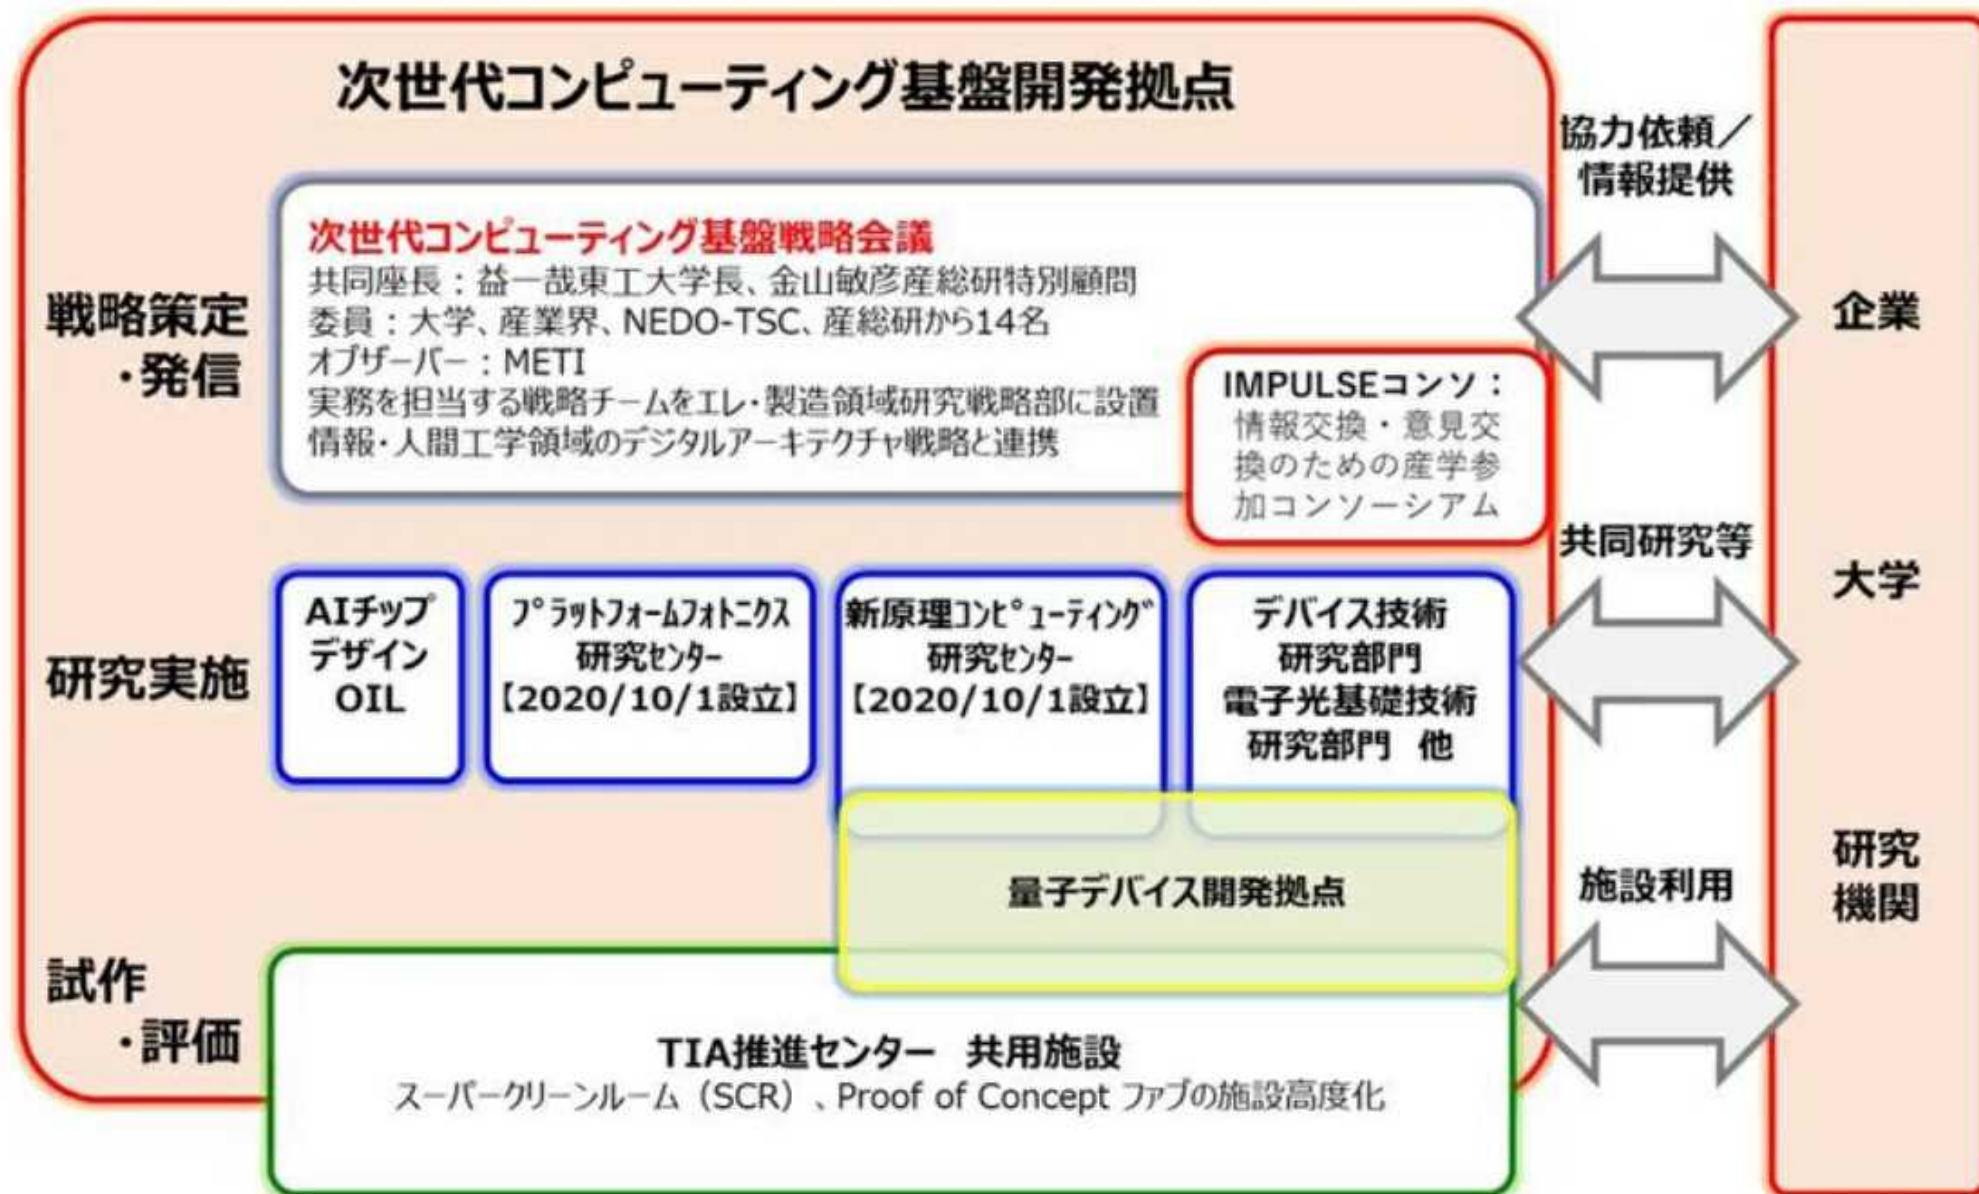 次世代コンピューティング基盤開発拠点
協力依頼／
情報提供
次世代コンピューティング基盤戦略会議
共同座長：益一哉東工大学長、金山敏彦産総研特別顧問
委員：大学、産業界、NEDO-TSC、産総研から14名
オブザーバー：METI
実務を担当する戦略チームをエレ・製造領域研究戦略部に設置
情報・人間工学領域のデジタルアーキテクチャ戦略と連携
戦略策定
・発信
IMPULSEコンソ：
情報交換・意見交
換のための産学参
加コンソーシアム
企業
共同研究等
大学
研究実施
AIチップ
デザイン
OIL
プラットフォームフォトニクス
研究センター
【2020/10/1設立】
新原理コンピューティング
研究センター
【2020/10/1設立】
デバイス技術
研究部門
電子光基礎技術
研究部門 他
量子デバイス開発拠点
施設利用
研究
機関
試作
・評価
TIA推進センター 共用施設
スーパークリーンルーム（SCR）、Proof of Concept ファブの施設高度化